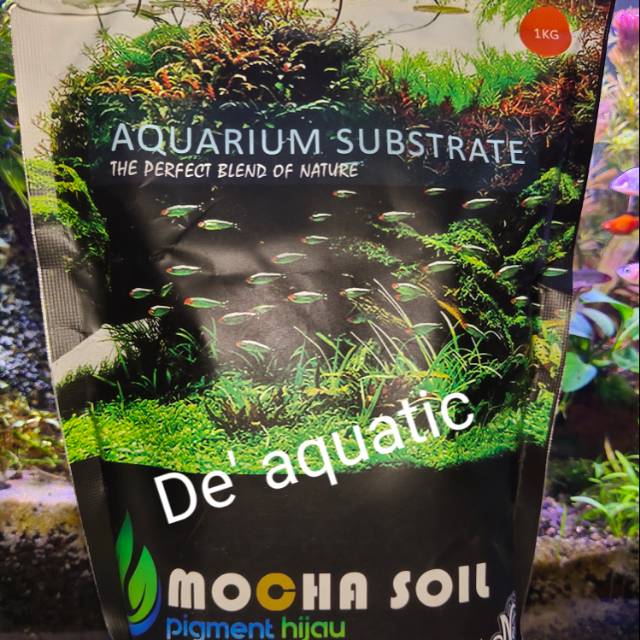 1KG
AQUARIUM SUBSTRATE
THE PERFECT BLEND OF NATURE
De' aquatic
MOCHA SOIL
pigment hijau